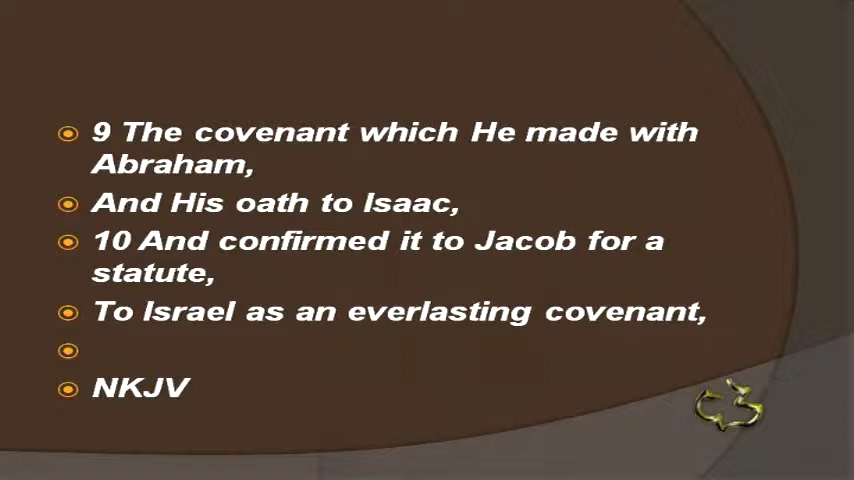 9 The covenant which He made with
Abraham,
And His oath to Isaac,
10 And confirmed it to Jacob for a
statute,
To Israel as an everlasting covenant,
NKJV